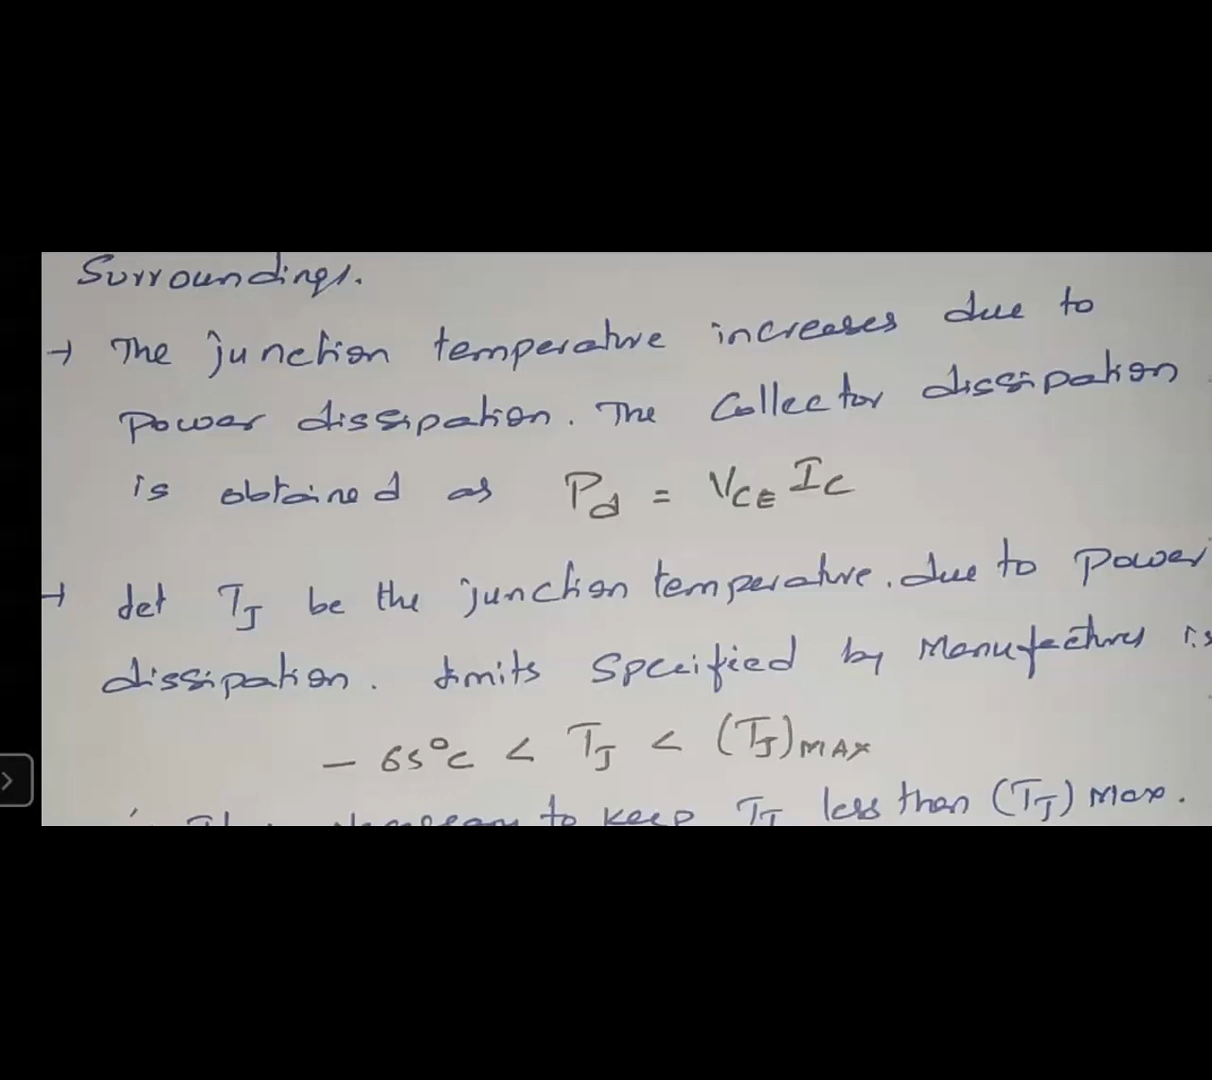 Surroundings.
→ The junction temperature increases due to
Power dissipation. The Collector dissipation
is obtained as Pd = VCE IC
→ Let TJ be the junction temperature. due to Power
dissipation. Limits Specified by Manufactures is
– 65°C < TJ < (TJ)MAX
to keep TJ less than (TJ) Max.